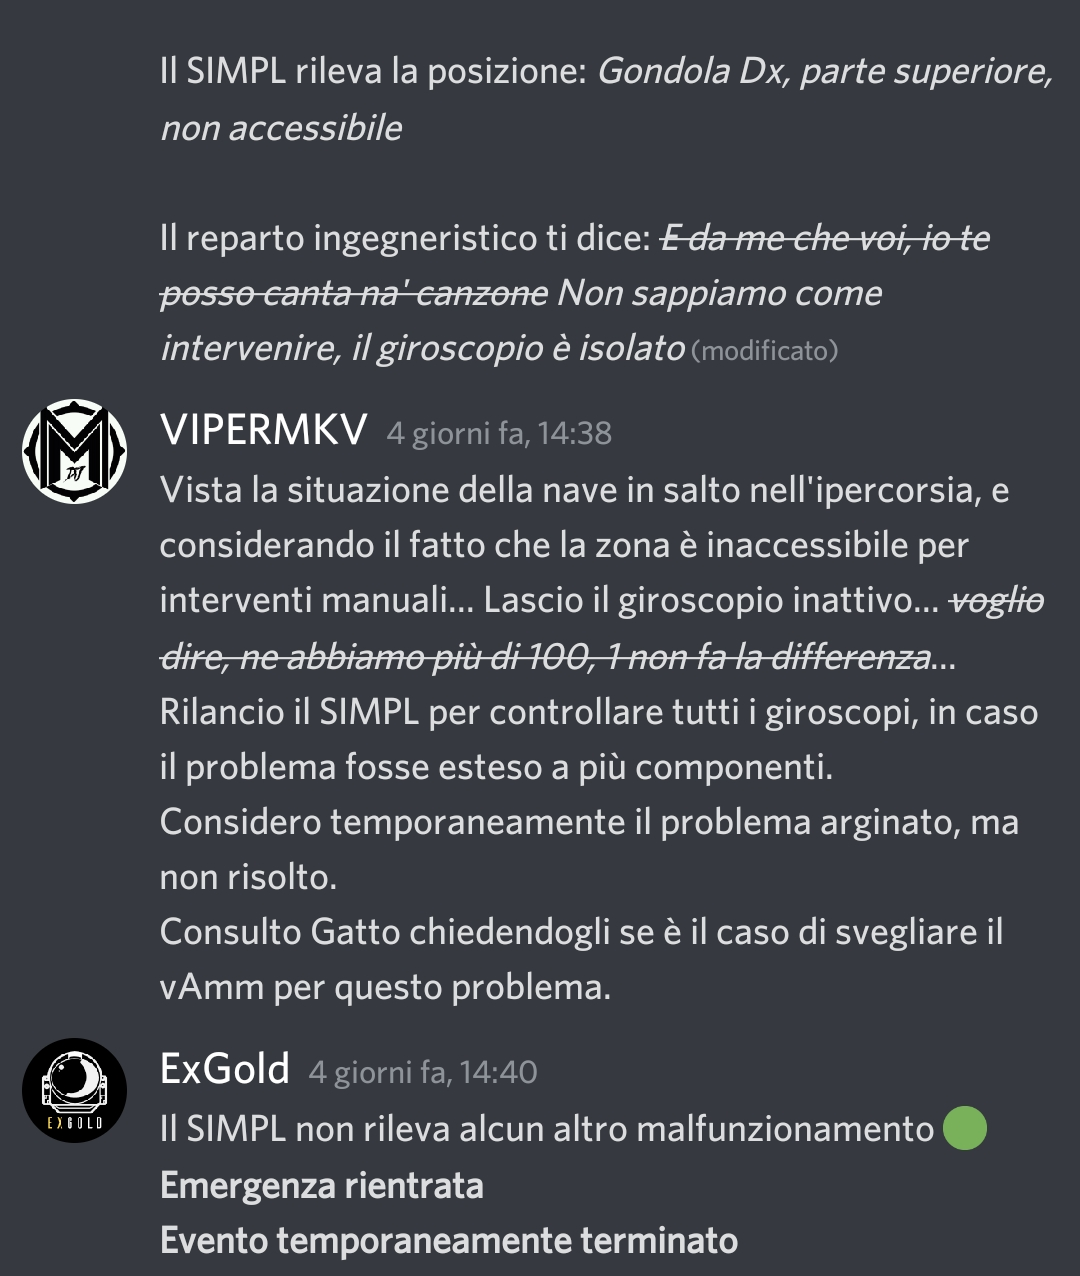 Il SIMPL rileva la posizione: Gondola Dx, parte superiore,
non accessibile
Il reparto ingegneristico ti dice: E da me che voi, io te
posso canta na' canzone Non sappiamo come
intervenire, il giroscopio è isolato (modificato)
VIPERMKV 4 giorni fa, 14:38
Vista la situazione della nave in salto nell'ipercorsia, e
considerando il fatto che la zona è inaccessibile per
interventi manuali... Lascio il giroscopio inattivo... voglio
dire, ne abbiamo più di 100, 1 non fa la differenza...
Rilancio il SIMPL per controllare tutti i giroscopi, in caso
il problema fosse esteso a più componenti.
Considero temporaneamente il problema arginato, ma
non risolto.
Consulto Gatto chiedendogli se è il caso di svegliare il
vAmm per questo problema.
ExGold 4 giorni fa, 14:40
EXGOLD
Il SIMPL non rileva alcun altro malfunzionamento
Emergenza rientrata
Evento temporaneamente terminato